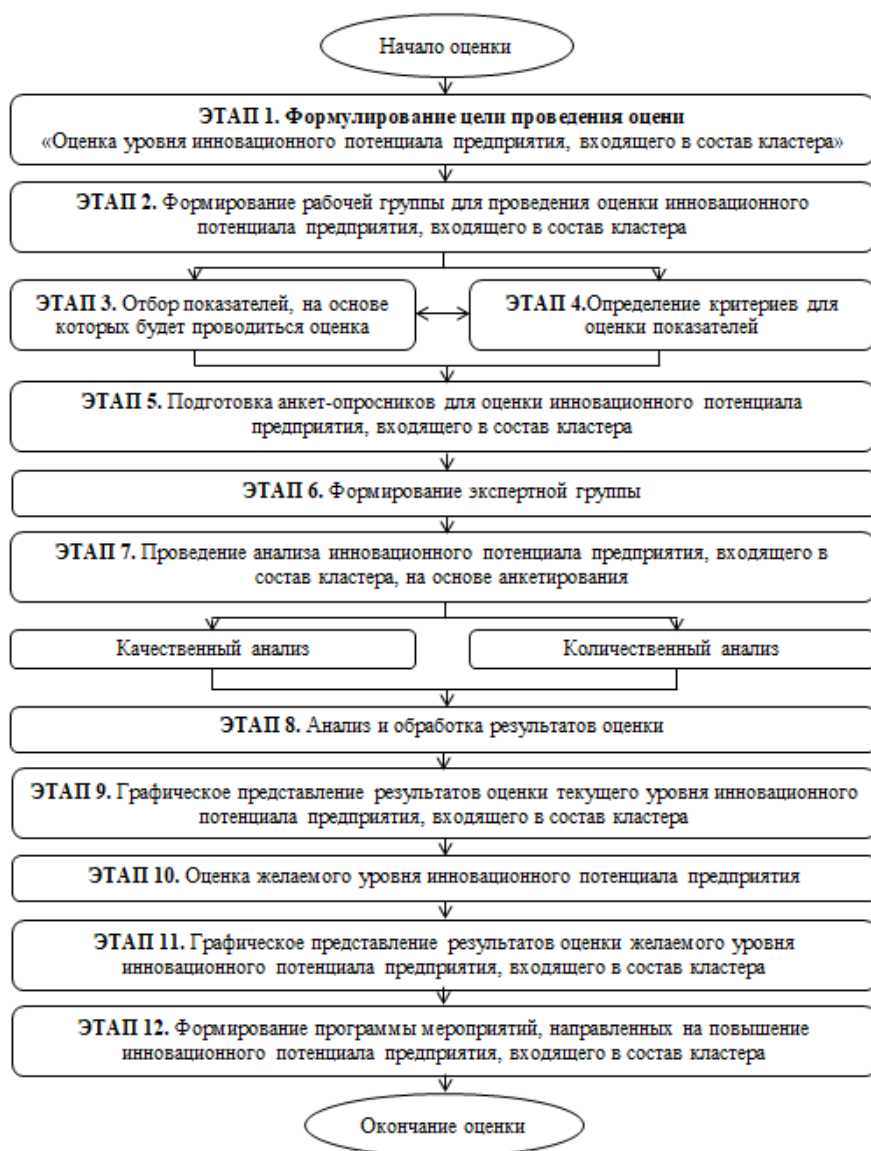 Начало оценки
ЭТАП 1. Формулирование цели проведения оцени
«Оценка уровня инновационного потенциала предприятия, входящего в состав кластера»
ЭТАП 2. Формирование рабочей группы для проведения оценки инновационного
потенциала предприятия, входящего в состав кластера
ЭТАП 3. Отбор показателей, на основе
которых будет проводиться оценка
ЭТАП 4.Определение критериев для
оценки показателей
ЭТАП 5. Подготовка анкет-опросников для оценки инновационного потенциала
предприятия, входящего в состав кластера
ЭТАП 6. Формирование экспертной группы
ЭТАП 7. Проведение анализа инновационного потенциала предприятия, входящего в
состав кластера, на основе анкетирования
Качественный анализ
Количественный анализ
ЭТАП 8. Анализ и обработка результатов оценки
ЭТАП 9. Графическое представление результатов оценки текущего уровня инновационного
потенциала предприятия, входящего в состав кластера
ЭТАП 10. Оценка желаемого уровня инновационного потенциала предприятия
ЭТАП 11. Графическое представление результатов оценки желаемого уровня
инновационного потенциала предприятия, входящего в состав кластера
ЭТАП 12. Формирование программы мероприятий, направленных на повышение
инновационного потенциала предприятия, входящего в состав кластера
Окончание оценки